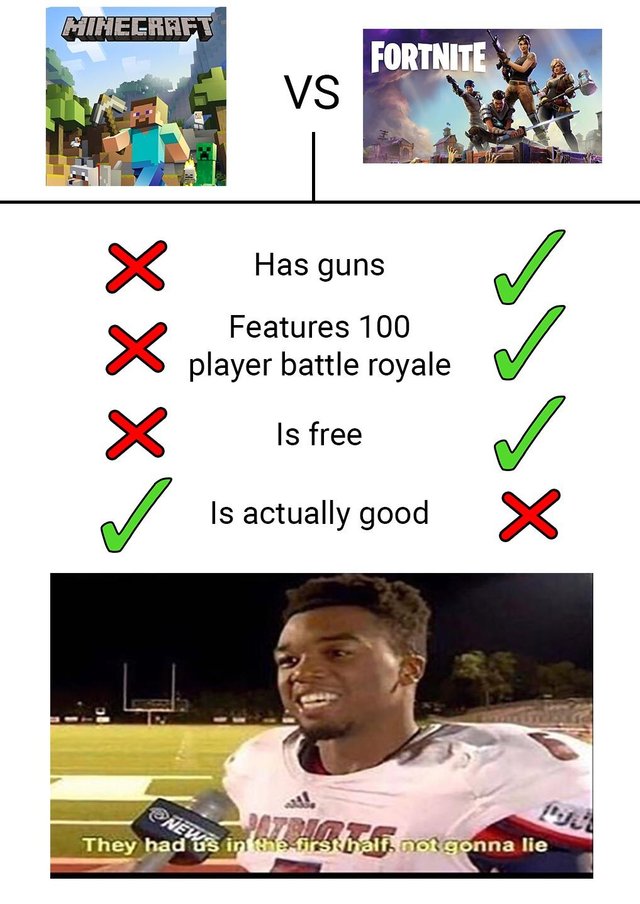 MINECRAFT
VS
FORTNITE
Has guns
Features 100
player battle royale
Is free
Is actually good
NEWS
PATRIOTS
They had us in the first half, not gonna lie